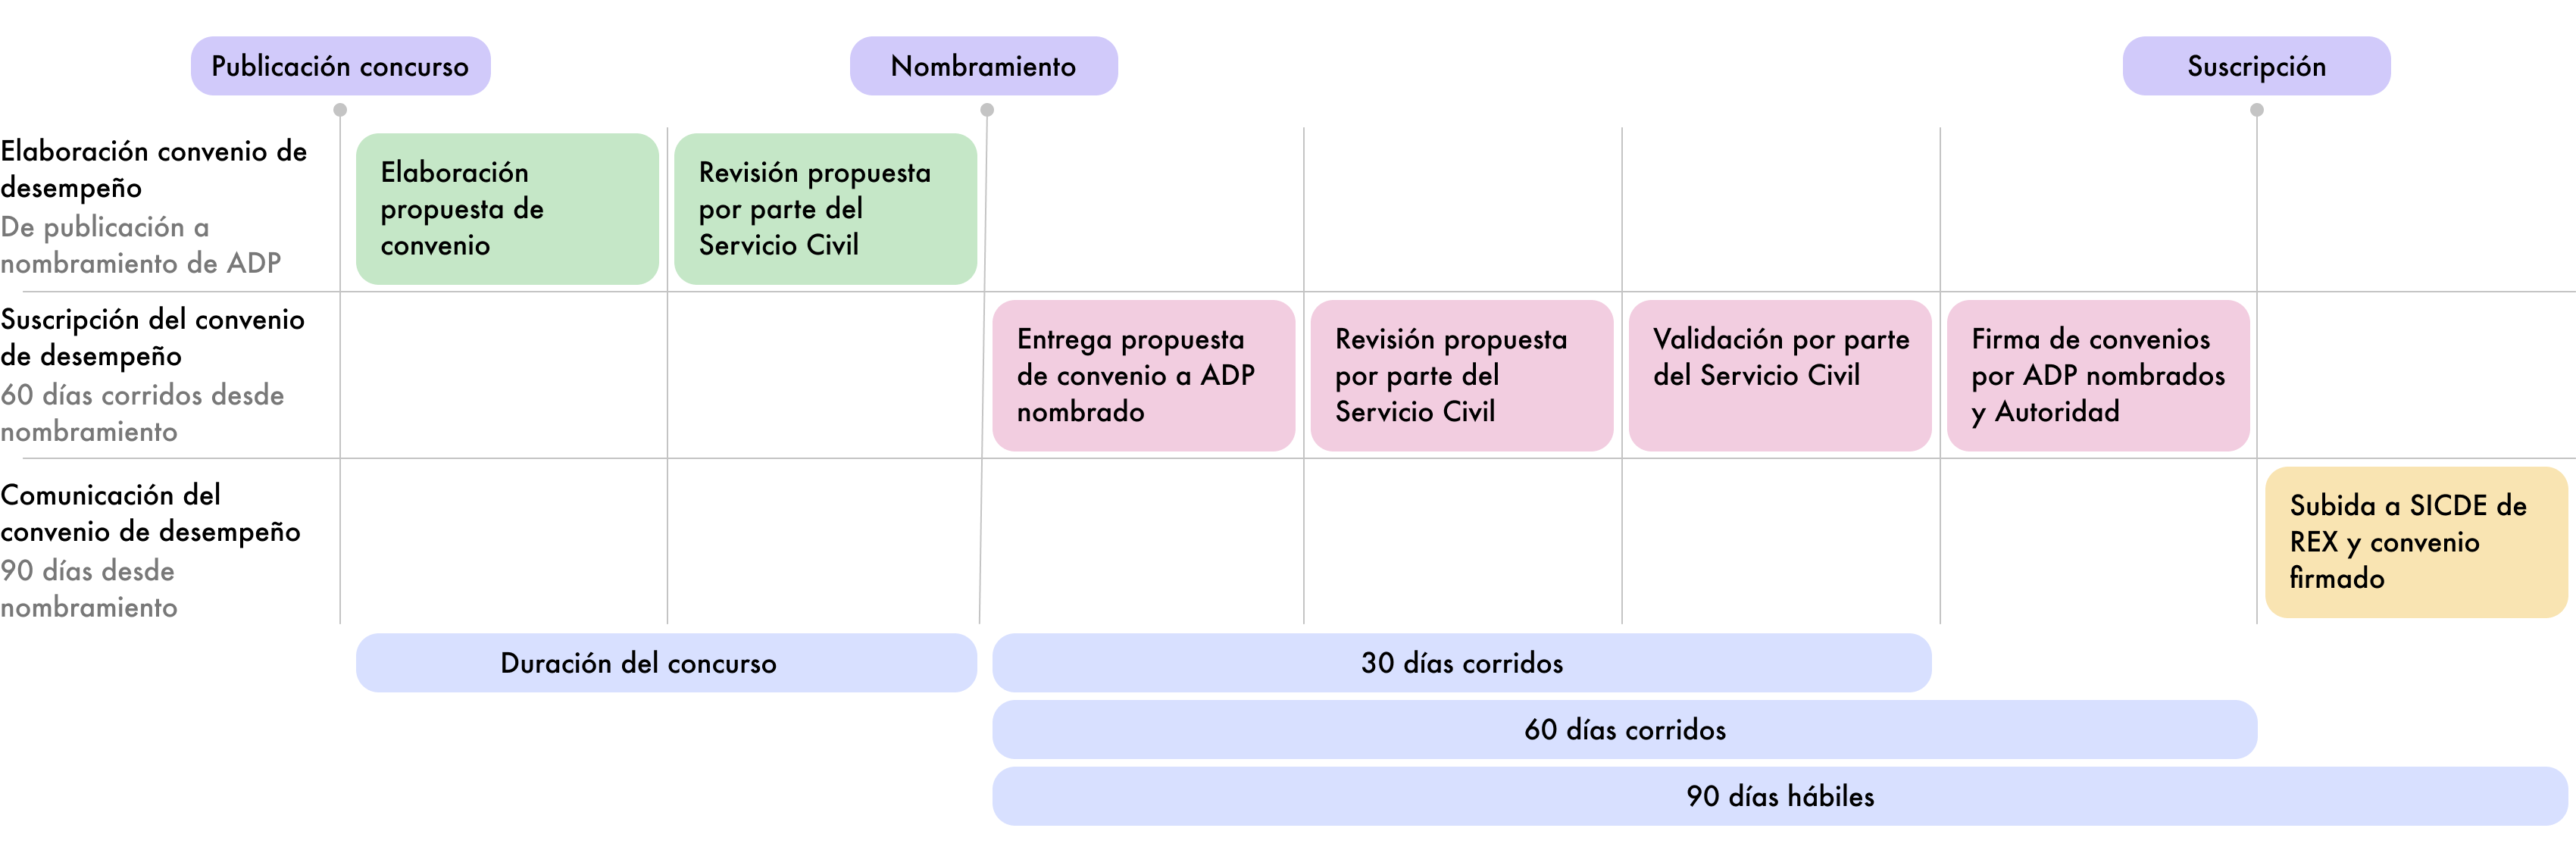 Publicación concurso
Nombramiento
Suscripción
Elaboración convenio de
desempeño
De publicación a
nombramiento de ADP
Elaboración
propuesta de
convenio
Revisión propuesta
por parte del
Servicio Civil
Suscripción del convenio
de desempeño
60 días corridos desde
nombramiento
Entrega propuesta
de convenio a ADP
nombrado
Revisión propuesta
por parte del
Servicio Civil
Validación por parte
del Servicio Civil
Firma de convenios
por ADP nombrados
y Autoridad
Comunicación del
convenio de desempeño
90 días desde
nombramiento
Subida a SICDE de
REX y convenio
firmado
Duración del concurso
30 días corridos
60 días corridos
90 días hábiles